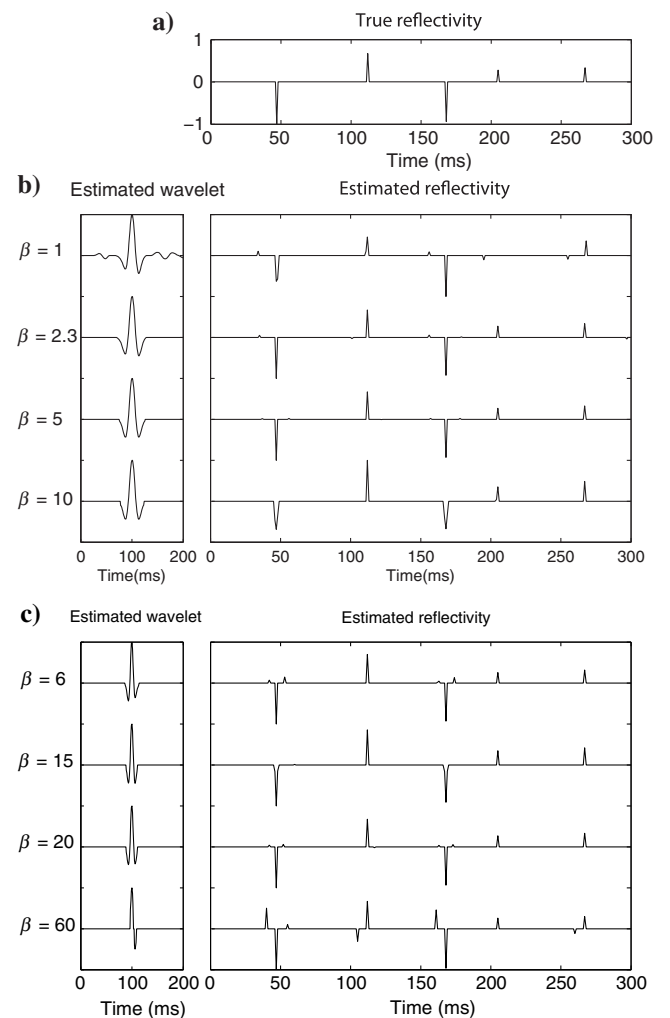 a)
True reflectivity
1
0
−1
0 50 100 150 200 250 300
Time (ms)
b)
Estimated wavelet Estimated reflectivity
β = 1
β = 2.3
β = 5
β = 10
0 100 200 0 50 100 150 200 250 300
Time(ms) Time(ms)
c)
Estimated wavelet Estimated reflectivity
β = 6
β = 15
β = 20
β = 60
0 100 200 0 50 100 150 200 250 300
Time (ms) Time (ms)